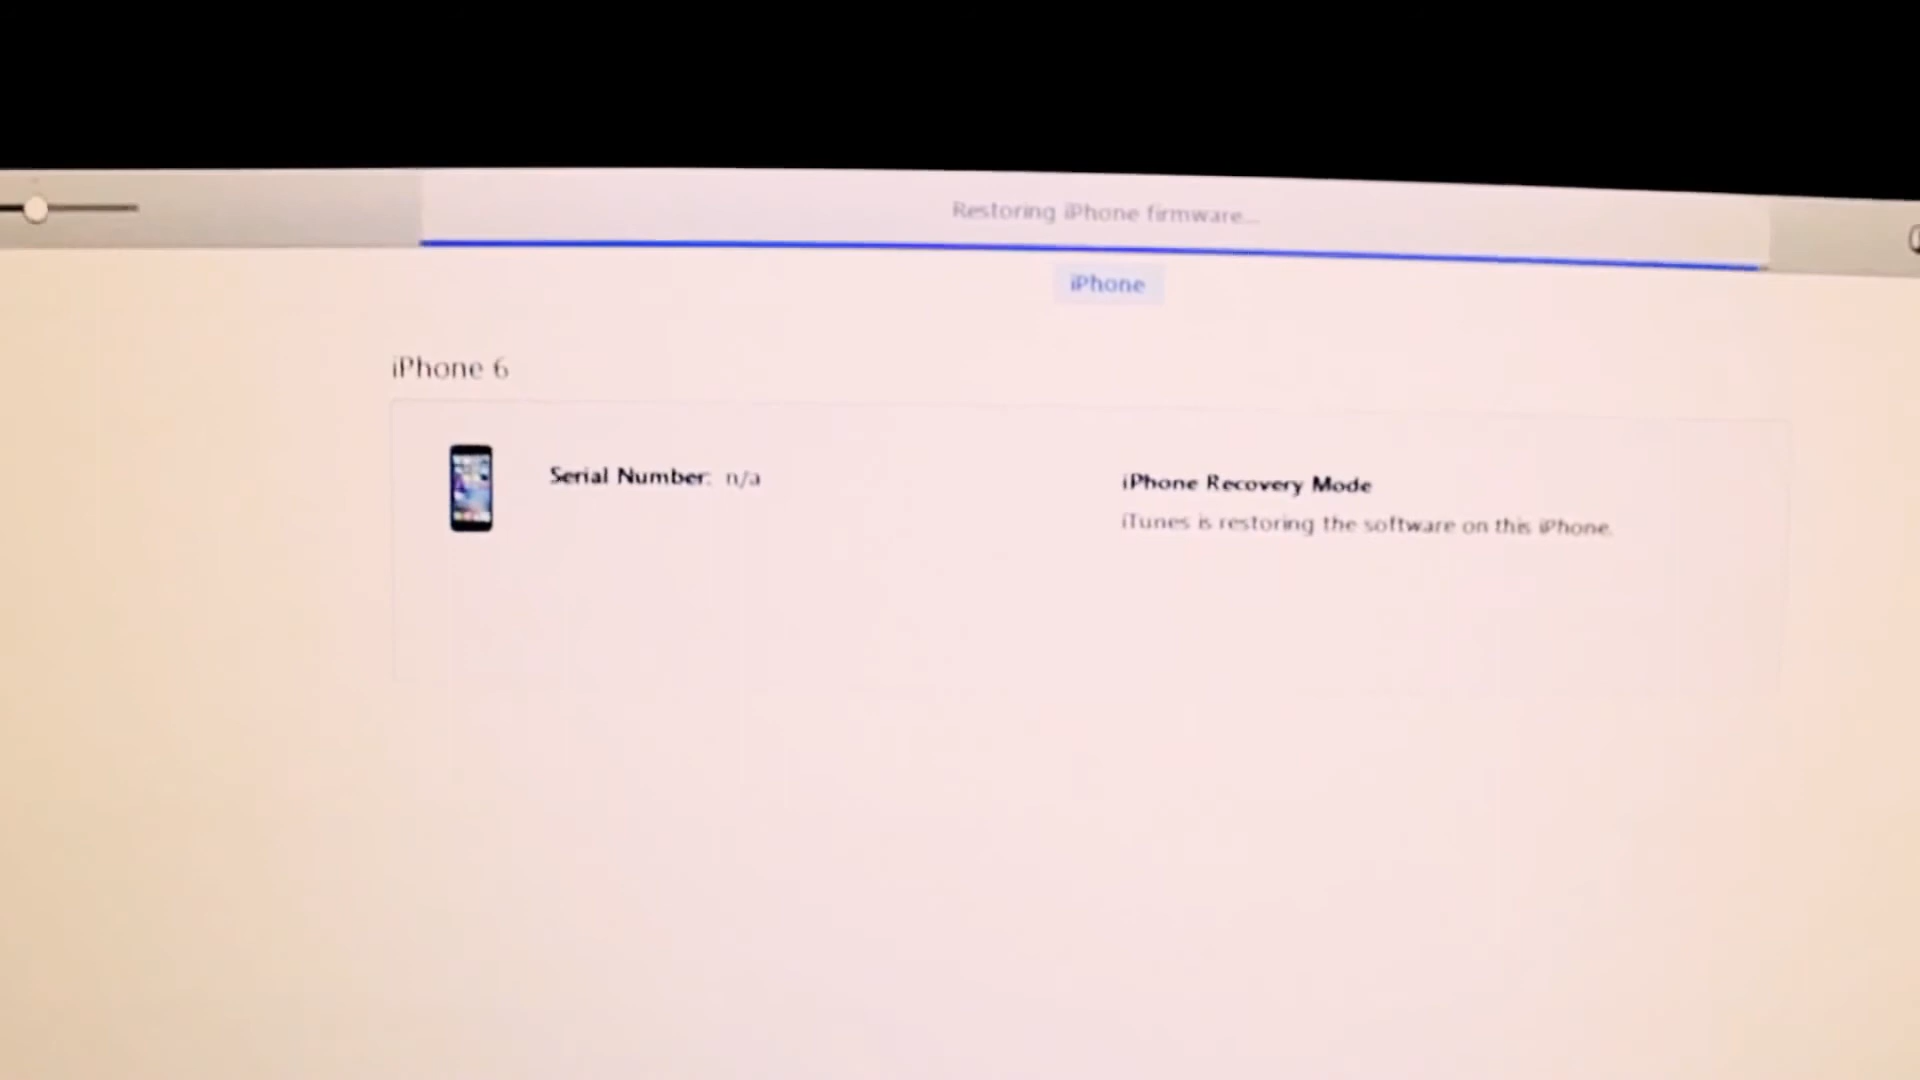 Restoring iPhone firmware...
iPhone
iPhone 6
Serial Number: n/a
iPhone Recovery Mode
iTunes is restoring the software on this iPhone.